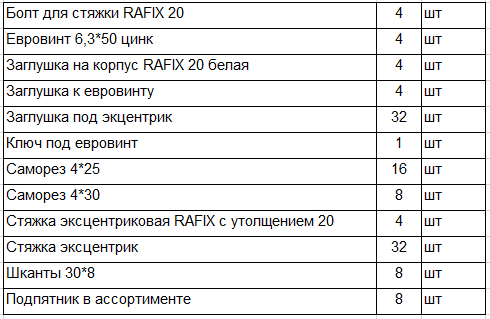 Болт для стяжки RAFIX 20 4 шт
Евровинт 6,3*50 цинк 4 шт
Заглушка на корпус RAFIX 20 белая 4 шт
Заглушка к евровинту 4 шт
Заглушка под экцентрик 32 шт
Ключ под евровинт 1 шт
Саморез 4*25 16 шт
Саморез 4*30 8 шт
Стяжка эксцентриковая RAFIX с утолщением 20 4 шт
Стяжка эксцентрик 32 шт
Шканты 30*8 8 шт
Подпятник в ассортименте 8 шт